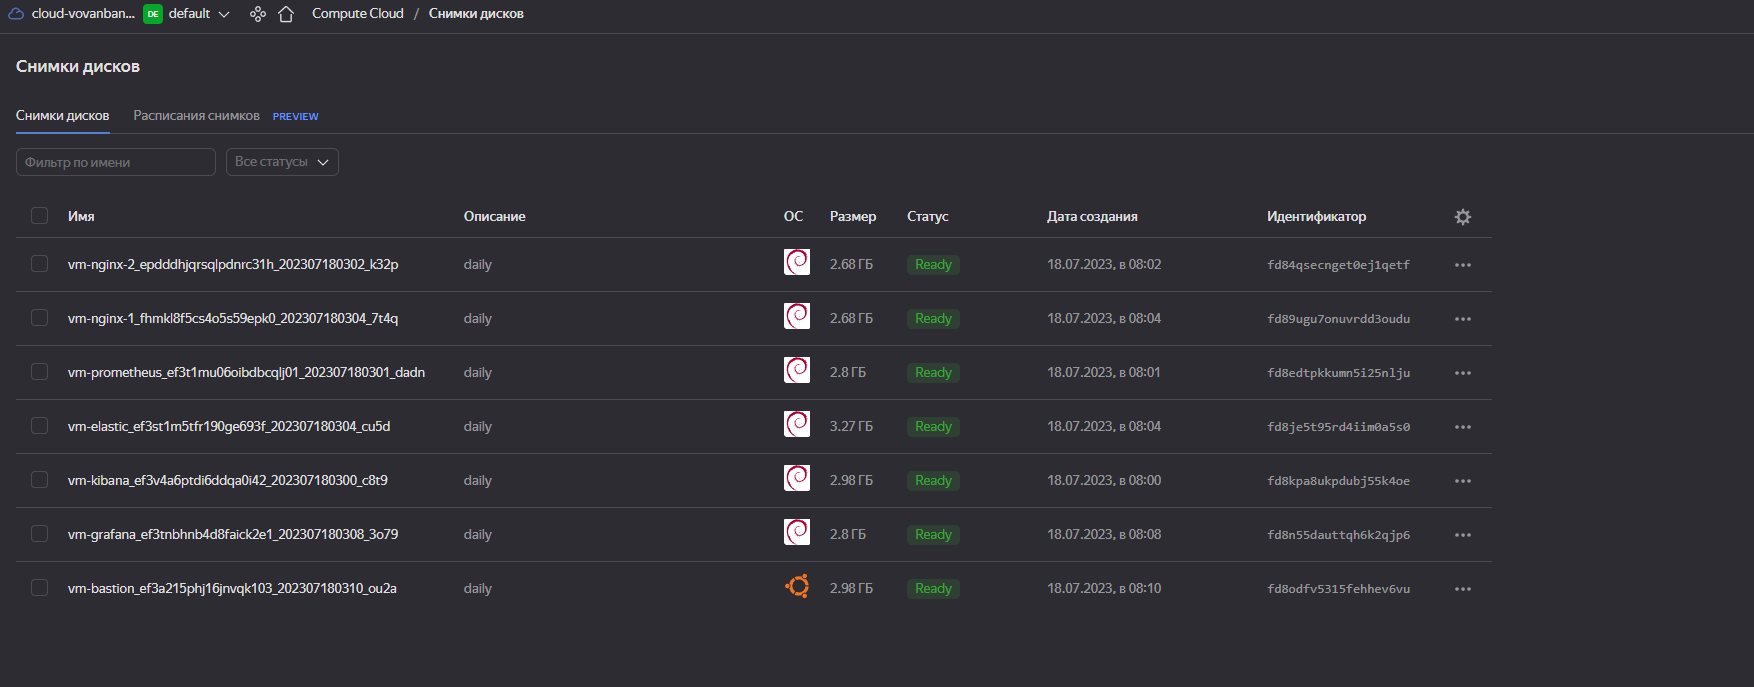 cloud-vovanban... DE default Compute Cloud / Снимки дисков
Снимки дисков
Снимки дисков Расписания снимков PREVIEW
Фильтр по имени Все статусы
Имя Описание ОС Размер Статус Дата создания Идентификатор
vm-nginx-2_epdddhjqrsqlpdnrc31h_202307180302_k32p daily 2.68 ГБ Ready 18.07.2023, в 08:02 fd84qsecnget0ej1qetf
vm-nginx-1_fhmkl8f5cs4o5s59epk0_202307180304_7t4q daily 2.68 ГБ Ready 18.07.2023, в 08:04 fd89ugu7onuvrdd3oudu
vm-prometheus_ef3t1mu06oibdbcqlj01_202307180301_dadn daily 2.8 ГБ Ready 18.07.2023, в 08:01 fd8edtpkkumn5i25nlju
vm-elastic_ef3st1m5tfr190ge693f_202307180304_cu5d daily 3.27 ГБ Ready 18.07.2023, в 08:04 fd8je5t95rd4iim0a5s0
vm-kibana_ef3v4a6ptdi6ddqa0i42_202307180300_c8t9 daily 2.98 ГБ Ready 18.07.2023, в 08:00 fd8kpa8ukpdubj55k4oe
vm-grafana_ef3tnbhnb4d8faick2e1_202307180308_3o79 daily 2.8 ГБ Ready 18.07.2023, в 08:08 fd8n55dauttqh6k2qjp6
vm-bastion_ef3a215phj16jnvqk103_202307180310_ou2a daily 2.98 ГБ Ready 18.07.2023, в 08:10 fd8odfv5315fehhev6vu